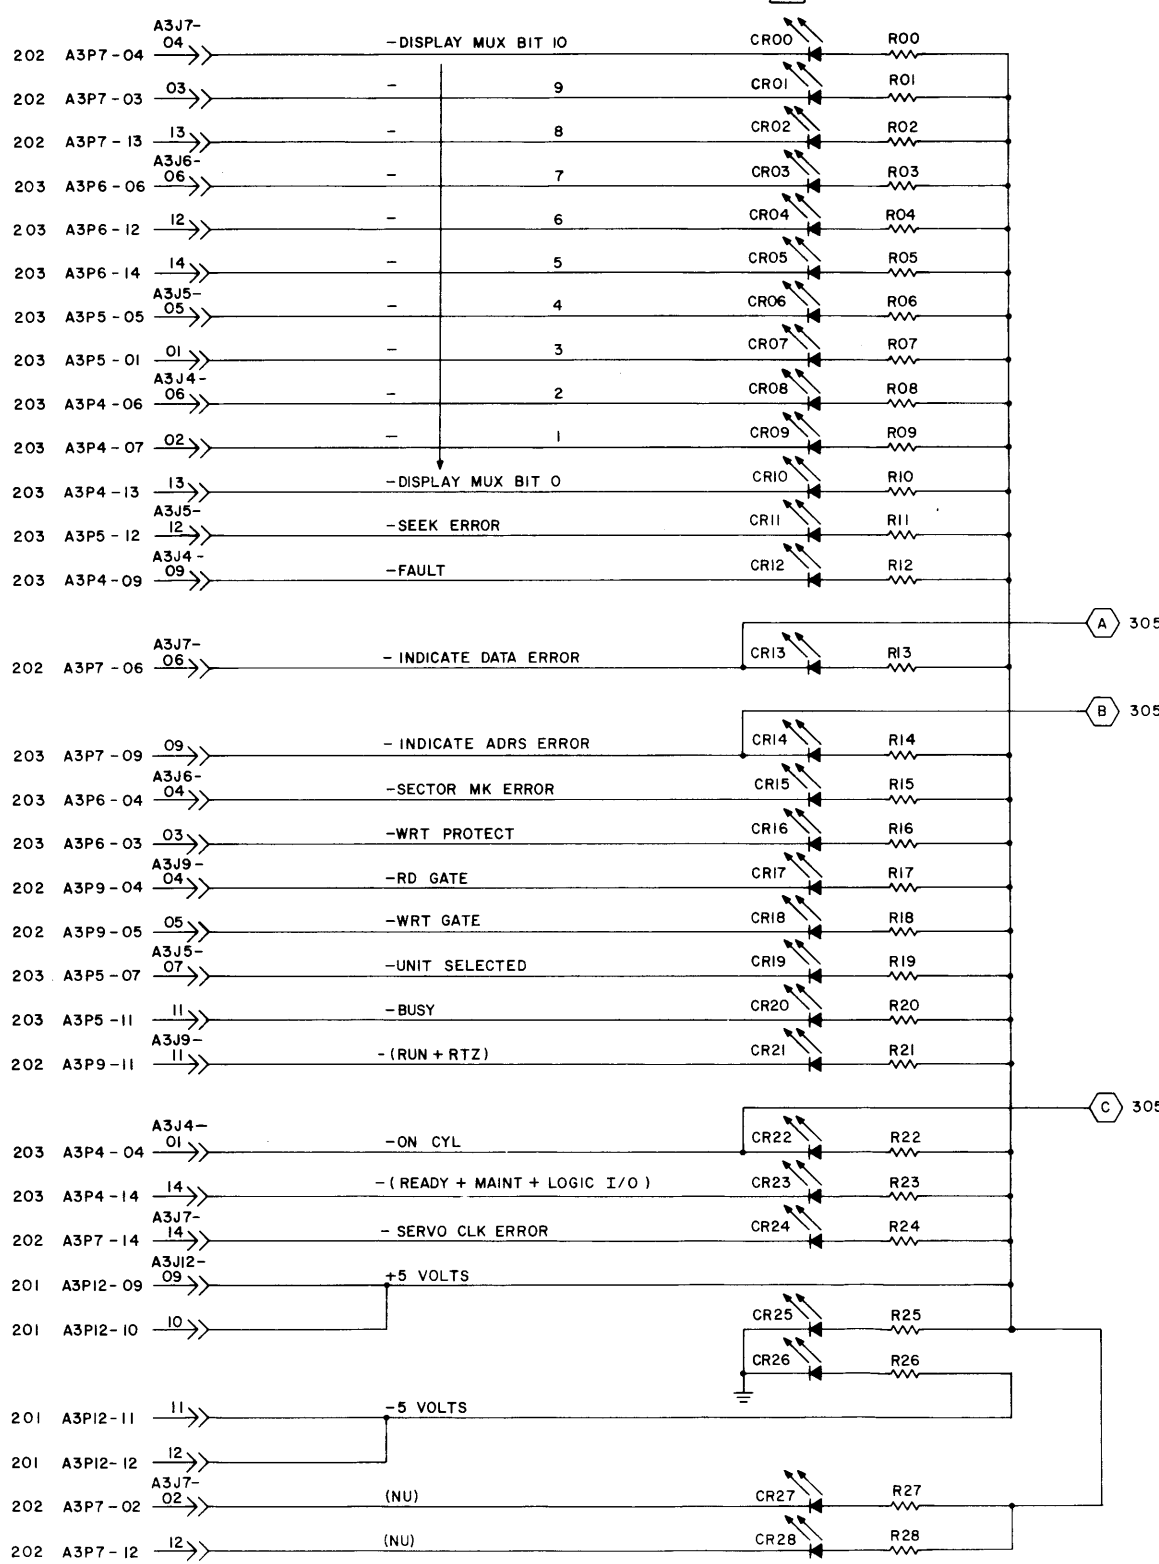 A3J7-
202 A3P7-04 04 -DISPLAY MUX BIT 10 CR00 R00
202 A3P7-03 03 - 9 CR01 R01
202 A3P7-13 13 - 8 CR02 R02
A3J6-
203 A3P6-06 06 - 7 CR03 R03
203 A3P6-12 12 - 6 CR04 R04
203 A3P6-14 14 - 5 CR05 R05
A3J5-
203 A3P5-05 05 - 4 CR06 R06
203 A3P5-01 01 - 3 CR07 R07
A3J4-
203 A3P4-06 06 - 2 CR08 R08
203 A3P4-07 02 - 1 CR09 R09
203 A3P4-13 13 -DISPLAY MUX BIT 0 CR10 R10
A3J5-
203 A3P5-12 12 -SEEK ERROR CR11 R11
A3J4-
203 A3P4-09 09 -FAULT CR12 R12
A 305
A3J7-
202 A3P7-06 06 -INDICATE DATA ERROR CR13 R13
B 305
203 A3P7-09 09 -INDICATE ADRS ERROR CR14 R14
A3J6-
203 A3P6-04 04 -SECTOR MK ERROR CR15 R15
203 A3P6-03 03 -WRT PROTECT CR16 R16
A3J9-
202 A3P9-04 04 -RD GATE CR17 R17
202 A3P9-05 05 -WRT GATE CR18 R18
A3J5-
203 A3P5-07 07 -UNIT SELECTED CR19 R19
203 A3P5-11 11 -BUSY CR20 R20
A3J9-
202 A3P9-11 11 -(RUN + RTZ) CR21 R21
C 305
A3J4-
203 A3P4-04 01 -ON CYL CR22 R22
203 A3P4-14 14 -(READY + MAINT + LOGIC I/O) CR23 R23
A3J7-
202 A3P7-14 14 -SERVO CLK ERROR CR24 R24
A3J12-
201 A3P12-09 09 +5 VOLTS
201 A3P12-10 10 CR25 R25
CR26 R26
201 A3P12-11 11 -5 VOLTS
201 A3P12-12 12
A3J7-
202 A3P7-02 02 (NU) CR27 R27
202 A3P7-12 12 (NU) CR28 R28